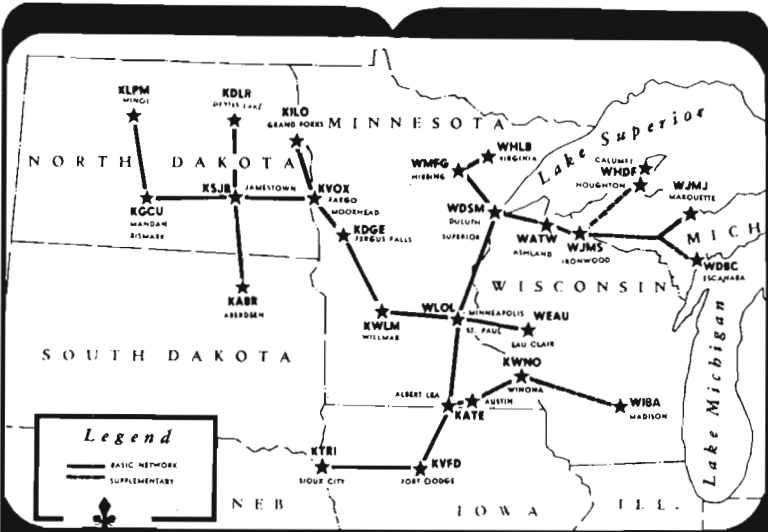 KLPM
MINOT
KDLR
DEVILS LAKE
KILO
GRAND FORKS
MINNESOTA
Lake Superior
WHLB
VIRGINIA
WMFG
HIBBING
CALUMET
WHDF
HOUGHTON
WJMJ
MARQUETTE
NORTH DAKOTA
KSJB
JAMESTOWN
KVOX
FARGO
MOORHEAD
KGCU
MANDAN
BISMARK
KDGE
FERGUS FALLS
WDSM
DULUTH
SUPERIOR
WATW
ASHLAND
WJMS
IRONWOOD
MICH
WDBC
ESCANABA
WISCONSIN
KABR
ABERDEEN
WLOL
MINNEAPOLIS
ST. PAUL
WEAU
EAU CLAIR
KWLM
WILLMAR
SOUTH DAKOTA
KWNO
WINONA
Lake Michigan
ALBERT LEA
KATE
AUSTIN
WIBA
MADISON
Legend
BASIC NETWORK
SUPPLEMENTARY
KTRI
SIOUX CITY
KVFD
FORT DODGE
NEB
IOWA
ILL.